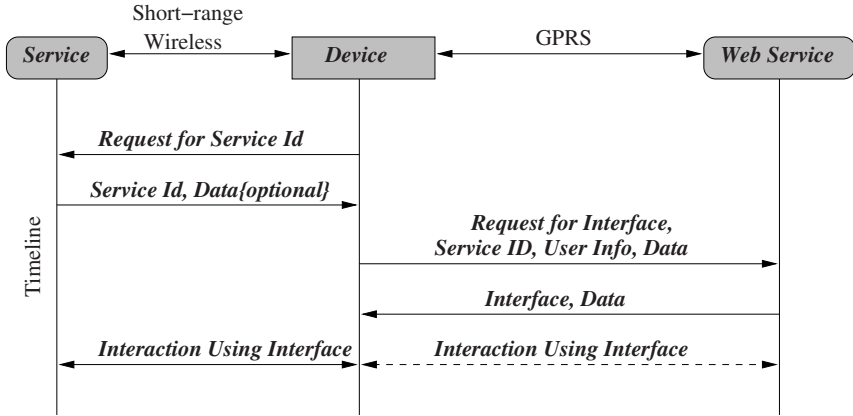 Short−range
Wireless
GPRS
Service
Device
Web Service
Request for Service Id
Service Id, Data{optional}
Request for Interface,
Service ID, User Info, Data
Interface, Data
Interaction Using Interface
Interaction Using Interface
Timeline